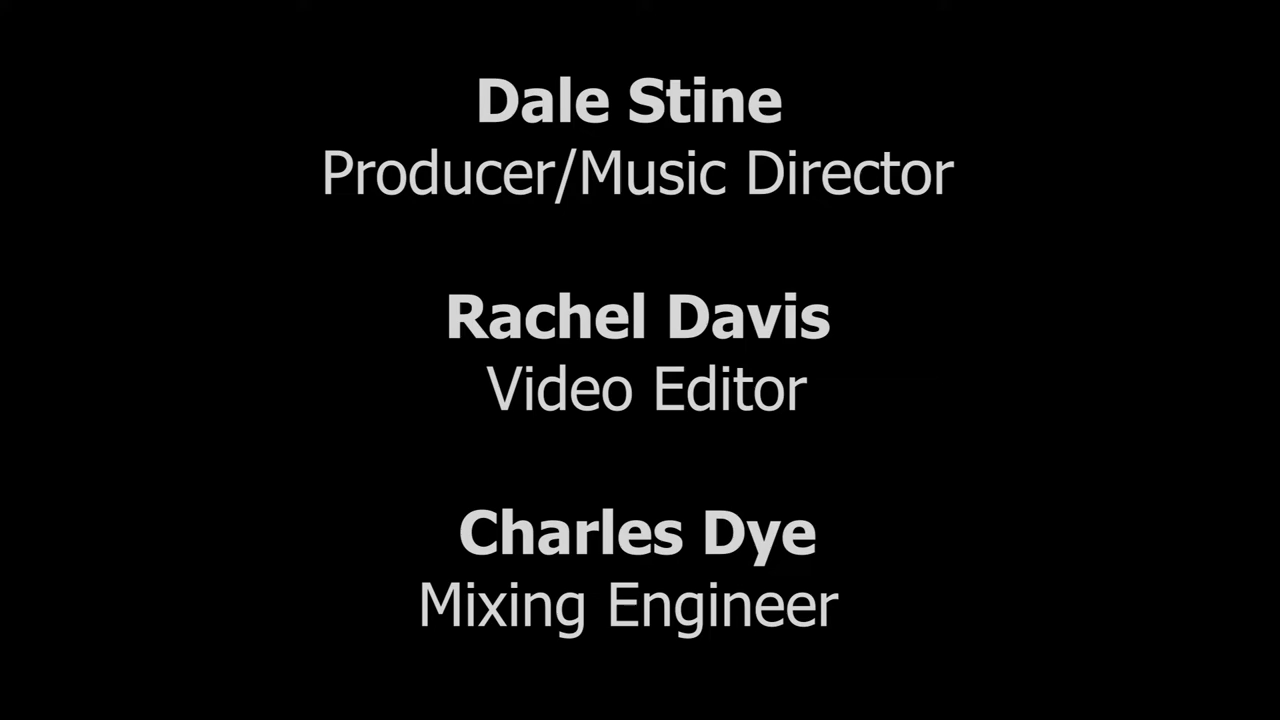 Dale Stine
Producer/Music Director
Rachel Davis
Video Editor
Charles Dye
Mixing Engineer